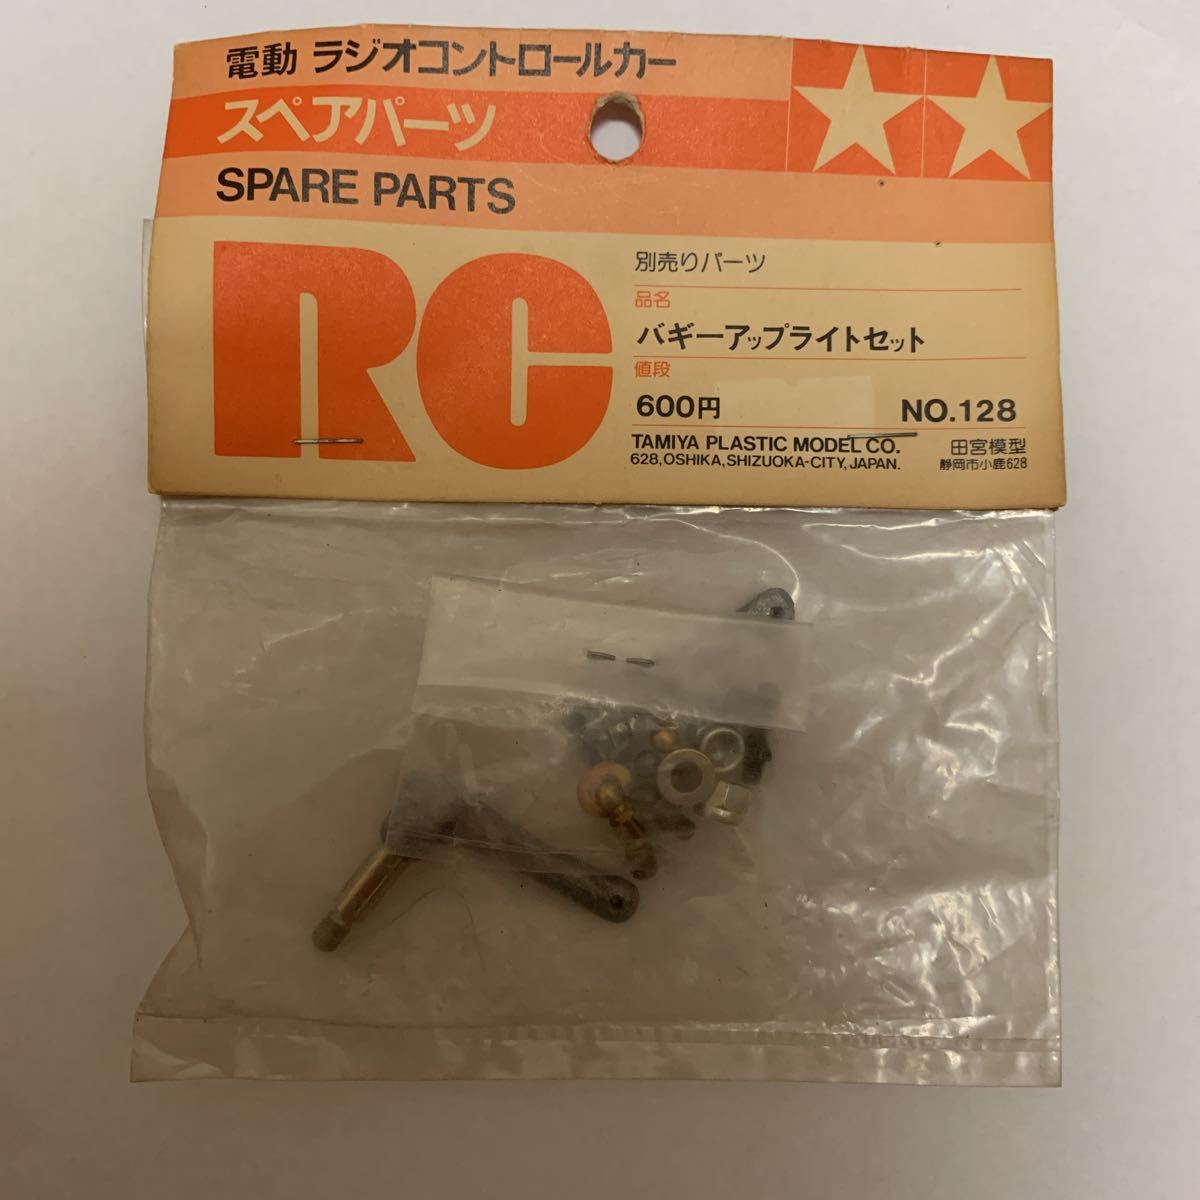 電動 ラジオコントロールカー
スペアパーツ
SPARE PARTS
RC
別売りパーツ
品名
バギーアップライトセット
値段
600円 NO.128
TAMIYA PLASTIC MODEL CO. 田宮模型
628,OSHIKA,SHIZUOKA-CITY,JAPAN. 静岡市小鹿628